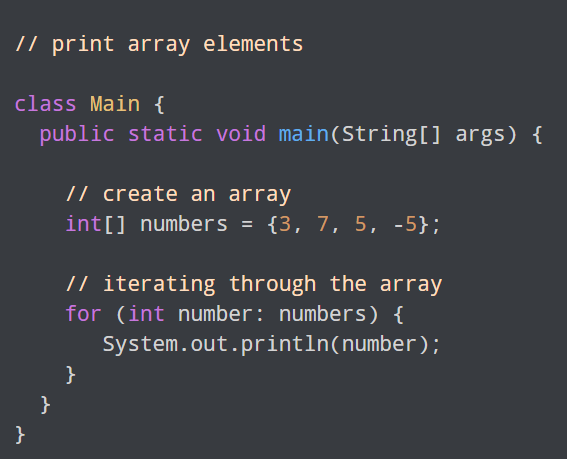 // print array elements
class Main {
public static void main(String[] args) {
// create an array
int[] numbers = {3, 7, 5, -5};
// iterating through the array
for (int number: numbers) {
System.out.println(number);
}
}
}